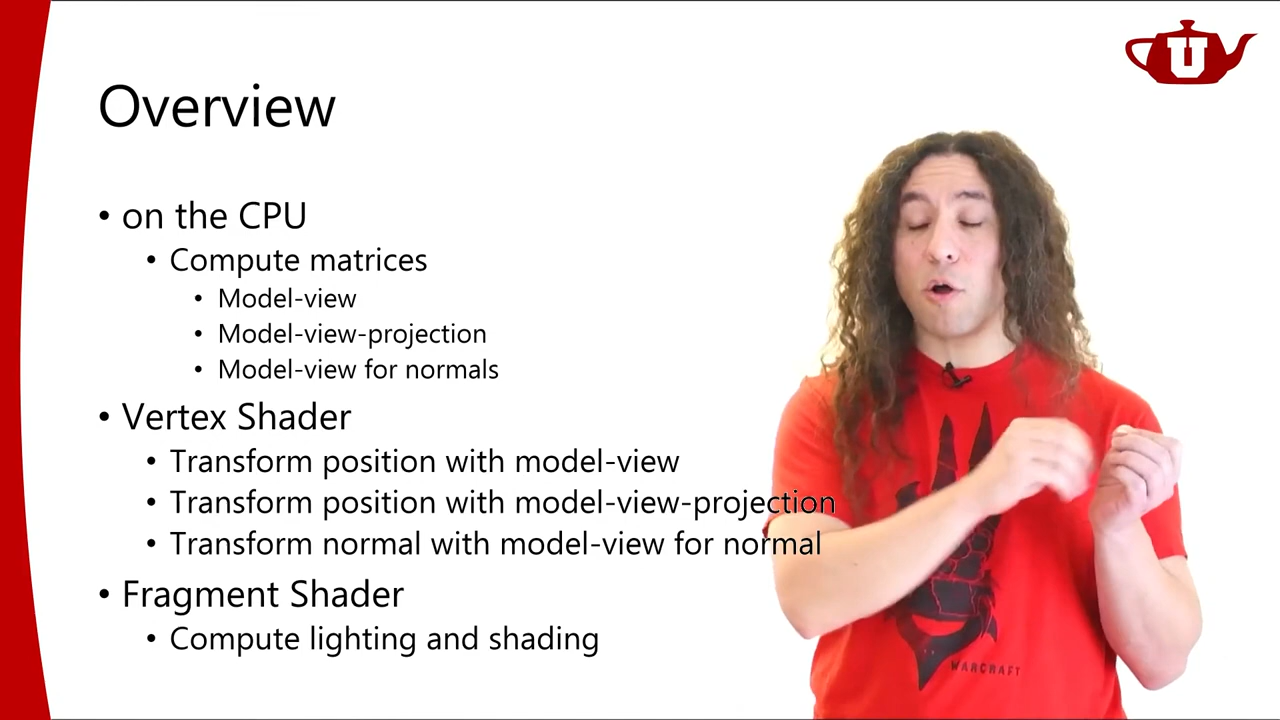 U
Overview
• on the CPU
• Compute matrices
• Model-view
• Model-view-projection
• Model-view for normals
• Vertex Shader
• Transform position with model-view
• Transform position with model-view-projection
• Transform normal with model-view for normal
• Fragment Shader
• Compute lighting and shading
WARCRAFT